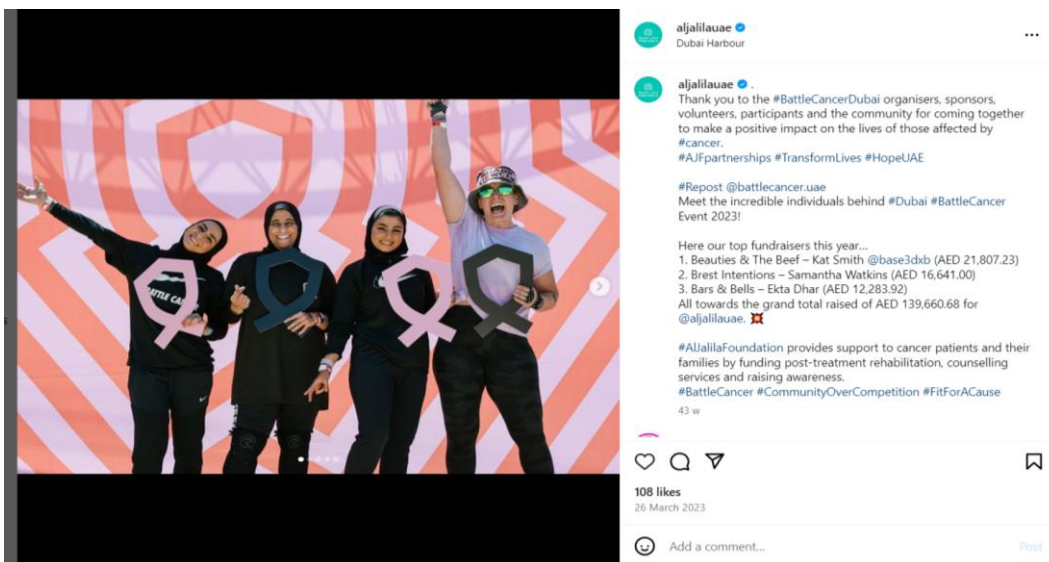 aljalilauae
Dubai Harbour
aljalilauae .
Thank you to the #BattleCancerDubai organisers, sponsors,
volunteers, participants and the community for coming together
to make a positive impact on the lives of those affected by
#cancer.
#AJFpartnerships #TransformLives #HopeUAE
#Repost @battlecancer.uae
Meet the incredible individuals behind #Dubai #BattleCancer
Event 2023!
Here our top fundraisers this year...
1. Beauties & The Beef – Kat Smith @base3dxb (AED 21,807.23)
2. Brest Intentions – Samantha Watkins (AED 16,641.00)
3. Bars & Bells – Ekta Dhar (AED 12,283.92)
All towards the grand total raised of AED 139,660.68 for
@aljalilauae. 💥
#AlJalilaFoundation provides support to cancer patients and their
families by funding post-treatment rehabilitation, counselling
services and raising awareness.
#BattleCancer #CommunityOverCompetition #FitForACause
43 w
108 likes
26 March 2023
Add a comment...
Post